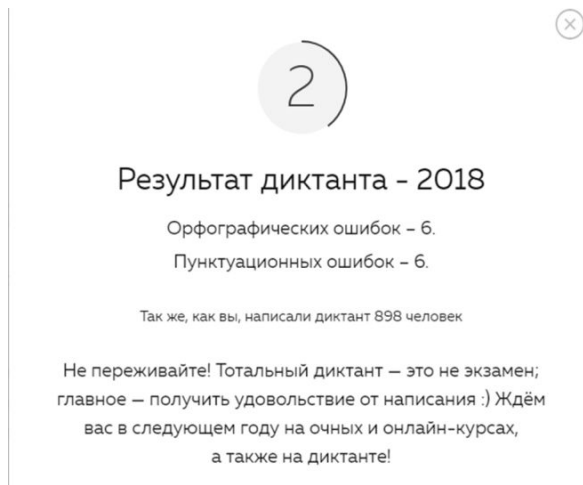 2
Результат диктанта - 2018
Орфографических ошибок – 6.
Пунктуационных ошибок – 6.
Так же, как вы, написали диктант 898 человек
Не переживайте! Тотальный диктант — это не экзамен;
главное — получить удовольствие от написания :) Ждём
вас в следующем году на очных и онлайн-курсах,
а также на диктанте!